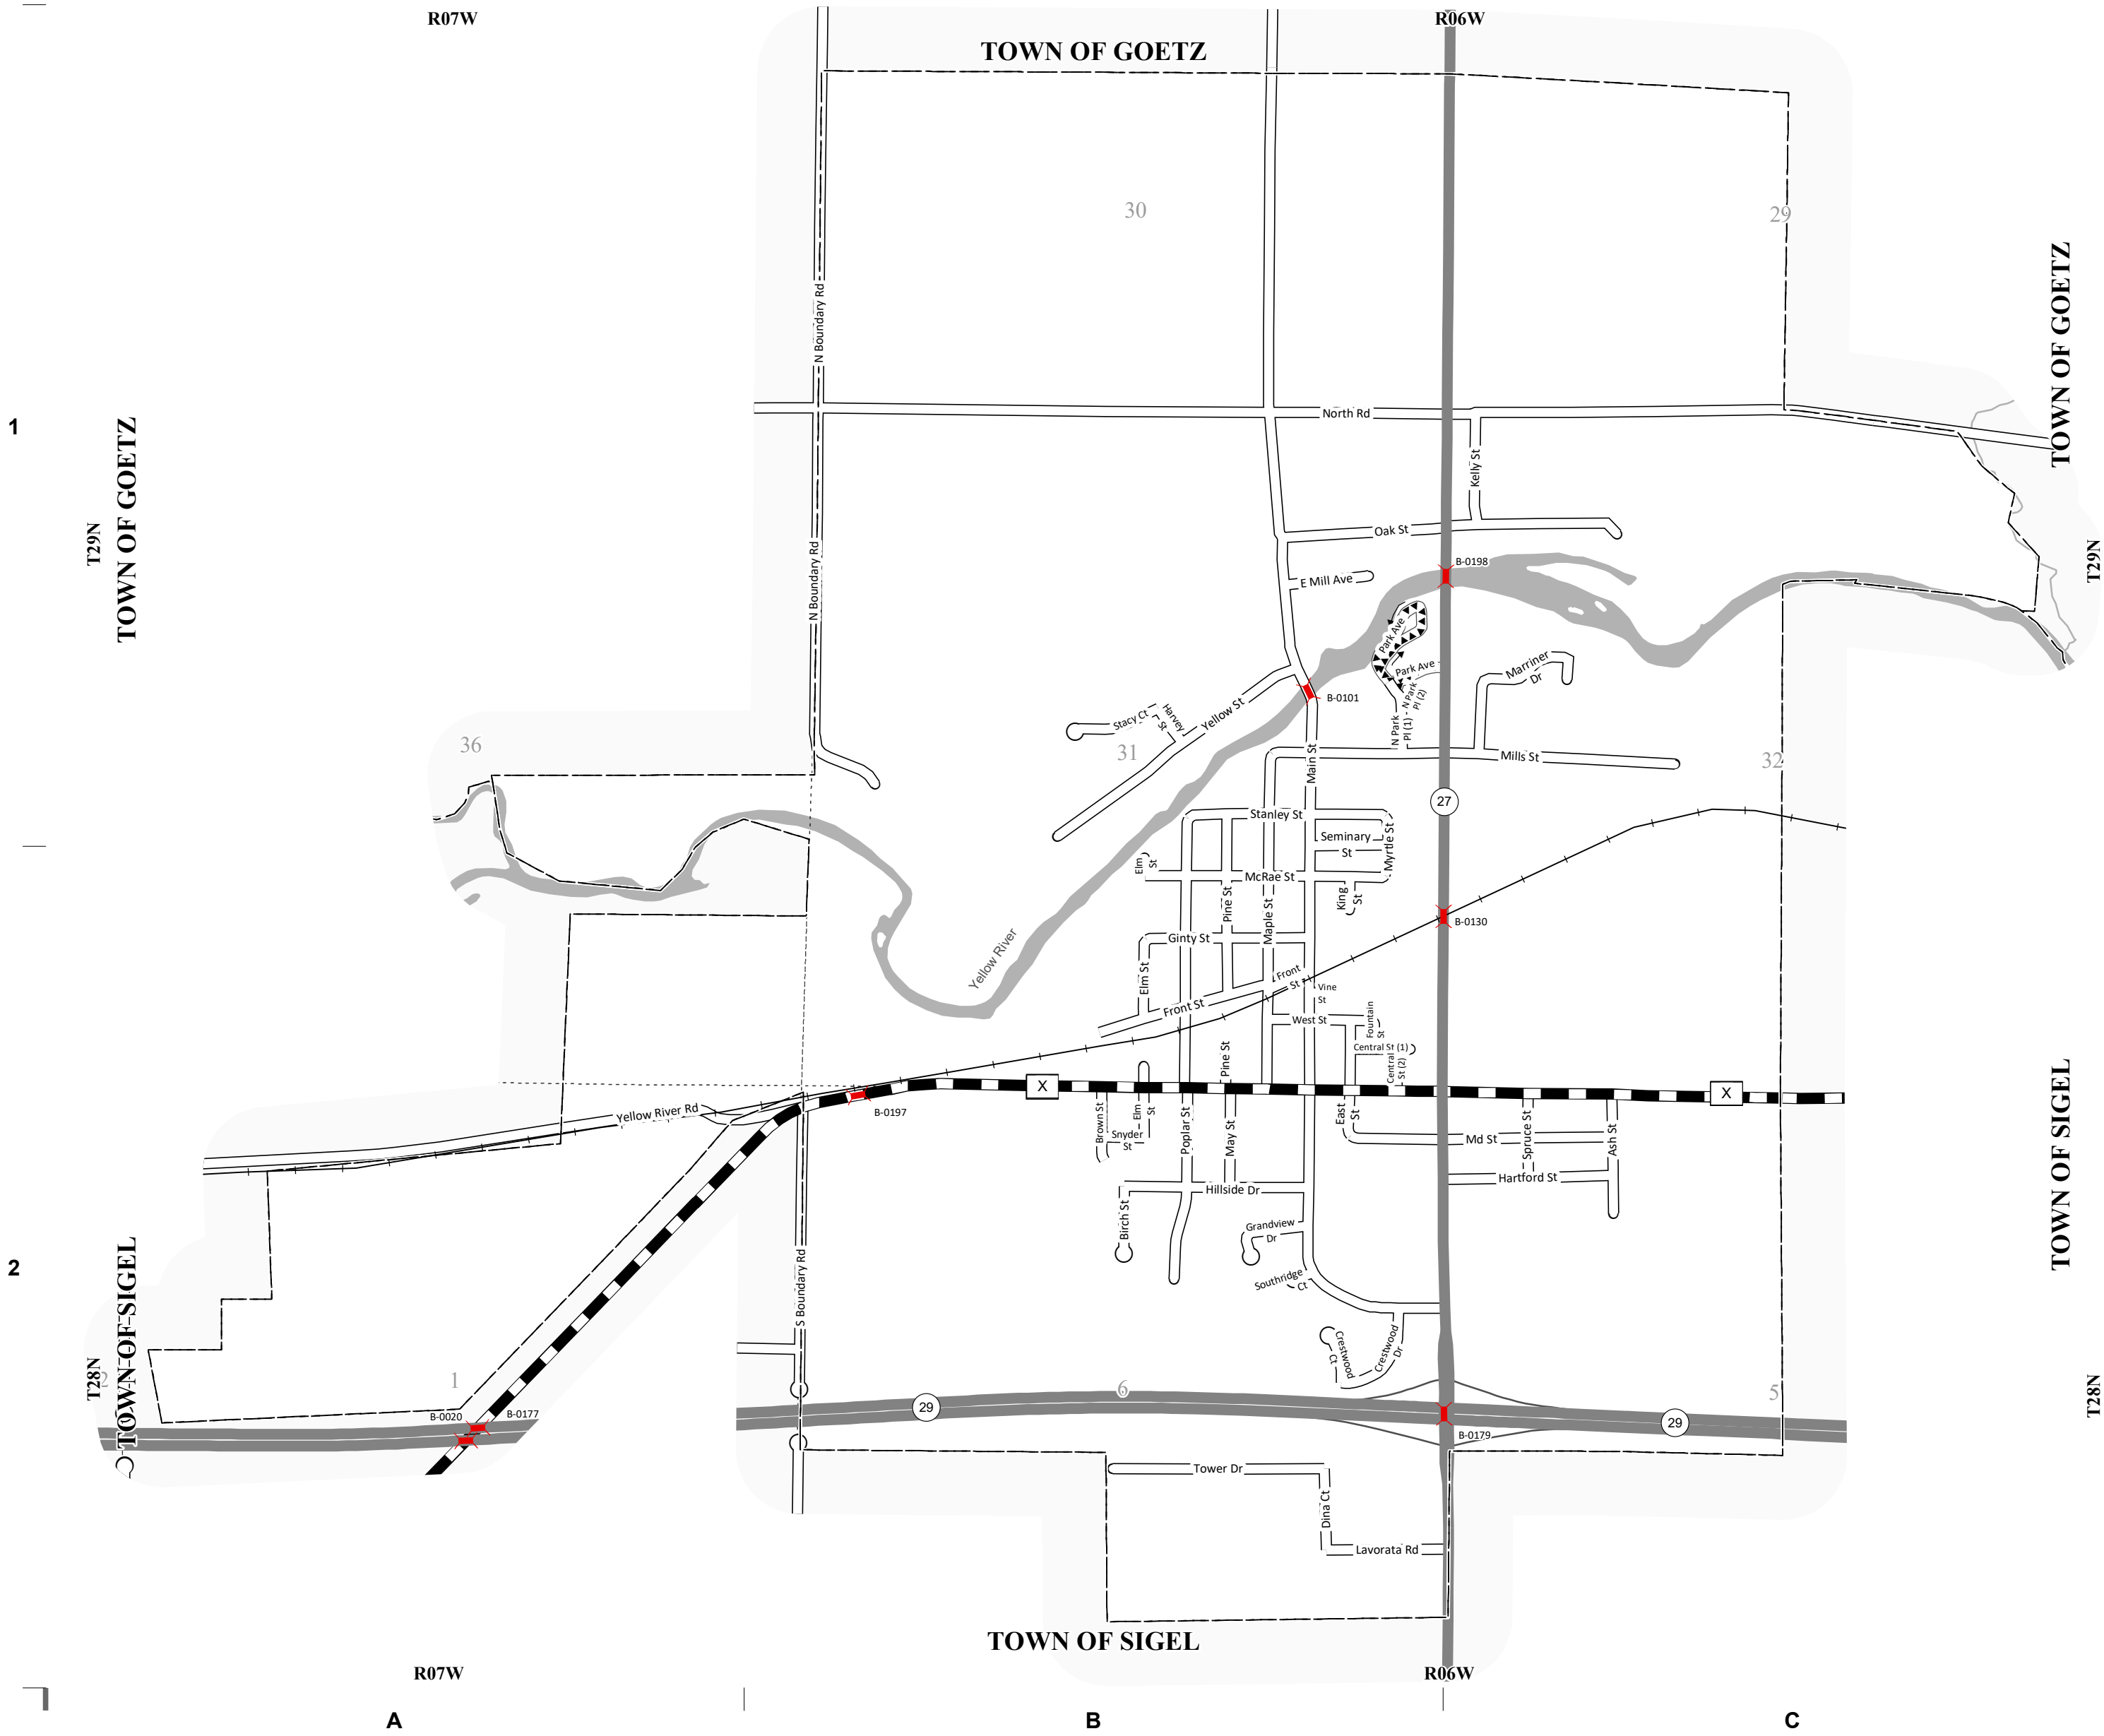 R07W
R06W
TOWN OF GOETZ
30
29
TOWN OF GOETZ
N Boundary Rd
1
North Rd
TOWN OF GOETZ
T29N
Kelly St
Oak St
T29N
N Boundary Rd
B-0198
E Mill Ave
Park Ave
Park Ave
Marriner
Dr
N Park
Pl (1)
-
N Park
Pl (2)
B-0101
Stacy Ct
Harvey
St
Yellow St
36
31
Main St
Mills St
32
27
Stanley St
Seminary
St
Myrtle St
Elm
St
McRae St
King
St
Pine St
Maple St
B-0130
Ginty St
Yellow River
Elm St
Front
St
Vine
St
Front St
West St
Fountain
St
Central St (1)
Central
St (2)
Pine St
X
X
B-0197
Yellow River Rd
Brown St
Elm
St
Snyder
St
Poplar St
May St
East
St
Md St
Spruce St
Ash St
Hartford St
TOWN OF SIGEL
Hillside Dr
Birch St
Grandview
Dr
2
S Boundary Rd
Southridge
Ct
TOWN OF SIGEL
T28N
2
1
Crestwood
Ct
Crestwood
Dr
6
5
T28N
29
29
B-0020
B-0177
B-0179
Tower Dr
Dina Ct
Lavorata Rd
TOWN OF SIGEL
R07W
R06W
A
B
C